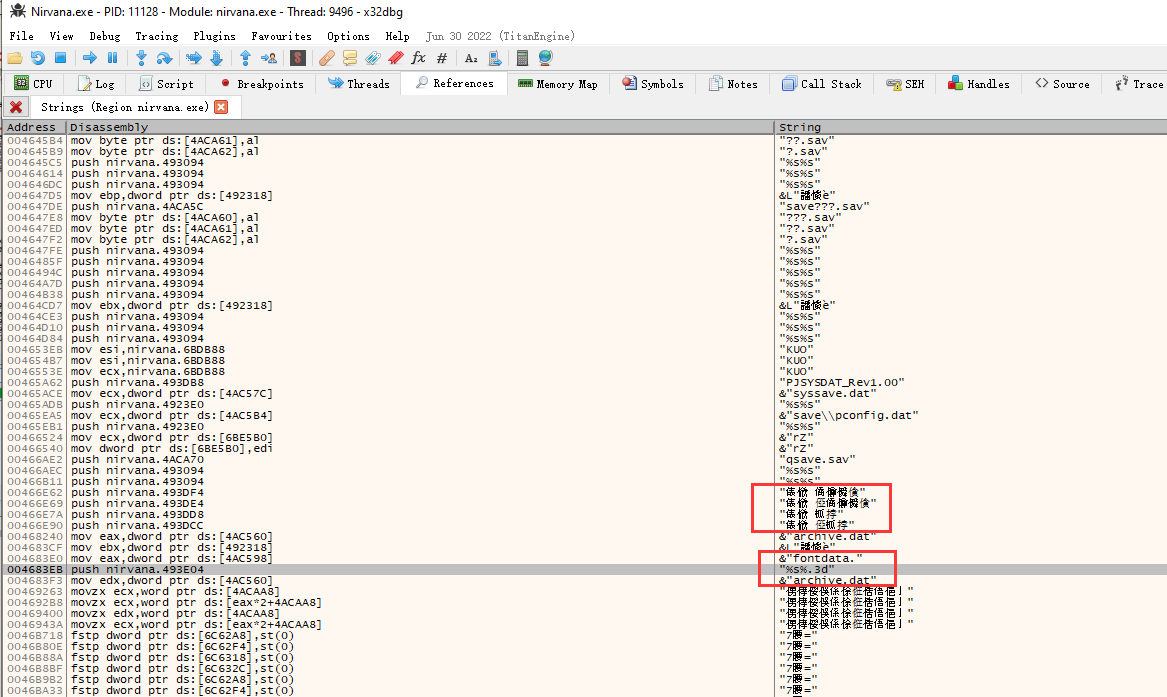 Nirvana.exe - PID: 11128 - Module: nirvana.exe - Thread: 9496 - x32dbg
File View Debug Tracing Plugins Favourites Options Help Jun 30 2022 (TitanEngine)
CPU Log Script Breakpoints Threads References Memory Map Symbols Notes Call Stack SEH Handles Source Trace
Strings (Region nirvana.exe)
Address Disassembly String
004645B4 mov byte ptr ds:[4ACA61],al "??.sav"
004645B9 mov byte ptr ds:[4ACA62],al "?.sav"
004645C5 push nirvana.493094 "%s%s"
00464614 push nirvana.493094 "%s%s"
004646DC push nirvana.493094 "%s%s"
004647D5 mov ebp,dword ptr ds:[492318]
004647DE push nirvana.4ACA5C "save???.sav"
004647E8 mov byte ptr ds:[4ACA60],al "???.sav"
004647ED mov byte ptr ds:[4ACA61],al "??.sav"
004647F2 mov byte ptr ds:[4ACA62],al "?.sav"
004647FE push nirvana.493094 "%s%s"
0046485F push nirvana.493094 "%s%s"
0046494C push nirvana.493094 "%s%s"
00464A7D push nirvana.493094 "%s%s"
00464B38 push nirvana.493094 "%s%s"
00464CD7 mov ebx,dword ptr ds:[492318]
00464CE3 push nirvana.493094 "%s%s"
00464D10 push nirvana.493094 "%s%s"
00464D84 push nirvana.493094 "%s%s"
004653EB mov esi,nirvana.6BDB88 "KUO"
004654B7 mov esi,nirvana.6BDB88 "KUO"
0046553E mov ecx,nirvana.6BDB88 "KUO"
00465A62 push nirvana.493DB8 "PJSYSDAT_Rev1.00"
00465ACE mov ecx,dword ptr ds:[4AC57C] &"syssave.dat"
00465ADB push nirvana.4923E0 "%s%s"
00465EA5 mov ecx,dword ptr ds:[4AC5B4] &"save\\pconfig.dat"
00465EB1 push nirvana.4923E0 "%s%s"
00466524 mov ecx,dword ptr ds:[6BE5B0] &"rZ"
00466540 mov dword ptr ds:[6BE5B0],edi &"rZ"
00466AE2 push nirvana.4ACA70 "qsave.sav"
00466AEC push nirvana.493094 "%s%s"
00466B11 push nirvana.493094 "%s%s"
00466E62 push nirvana.493DF4
00466E69 push nirvana.493DE4
00466E7A push nirvana.493DD8
00466E90 push nirvana.493DCC
00468240 mov eax,dword ptr ds:[4AC560] &"archive.dat"
004683CF mov ebp,dword ptr ds:[492318]
004683E0 mov eax,dword ptr ds:[4AC598] &"fontdata."
004683EB push nirvana.493E04 "%s%.3d"
004683F3 mov edx,dword ptr ds:[4AC560] &"archive.dat"
00469263 movzx ecx,word ptr ds:[4ACAA8]
004692B8 movzx ecx,word ptr ds:[eax*2+4ACAA8]
00469400 movzx edx,word ptr ds:[4ACAA8]
0046943A movzx ecx,word ptr ds:[eax*2+4ACAA8]
0046B718 fstp dword ptr ds:[6C62A8],st(0)
0046B80E fstp dword ptr ds:[6C62F4],st(0)
0046B88A fstp dword ptr ds:[6C6318],st(0)
0046B8BF fstp dword ptr ds:[6C632C],st(0)
0046B9B2 fstp dword ptr ds:[6C62A8],st(0)
0046BA33 fstp dword ptr ds:[6C62F4],st(0)